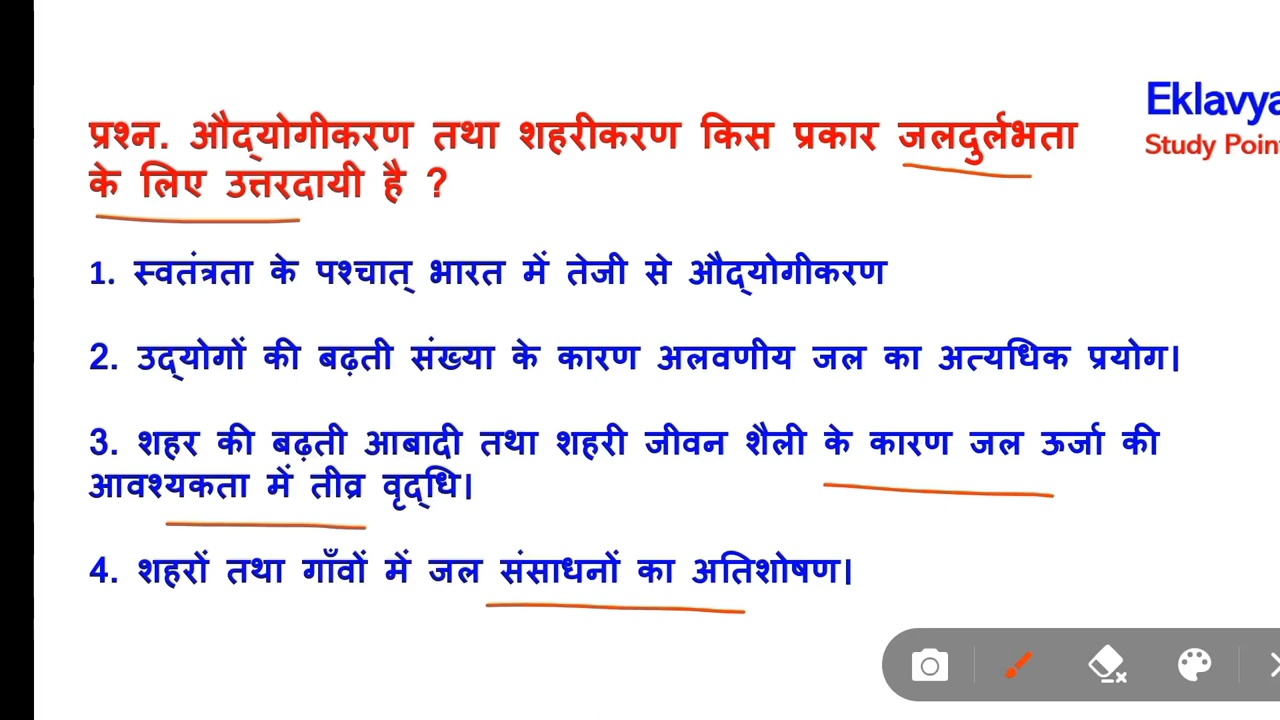 Eklavya
Study Point
प्रश्न. औद्योगीकरण तथा शहरीकरण किस प्रकार जलदुर्लभता
के लिए उत्तरदायी है ?
1. स्वतंत्रता के पश्चात् भारत में तेजी से औद्योगीकरण
2. उद्योगों की बढ़ती संख्या के कारण अलवणीय जल का अत्यधिक प्रयोग।
3. शहर की बढ़ती आबादी तथा शहरी जीवन शैली के कारण जल ऊर्जा की
आवश्यकता में तीव्र वृद्धि।
4. शहरों तथा गाँवों में जल संसाधनों का अतिशोषण।